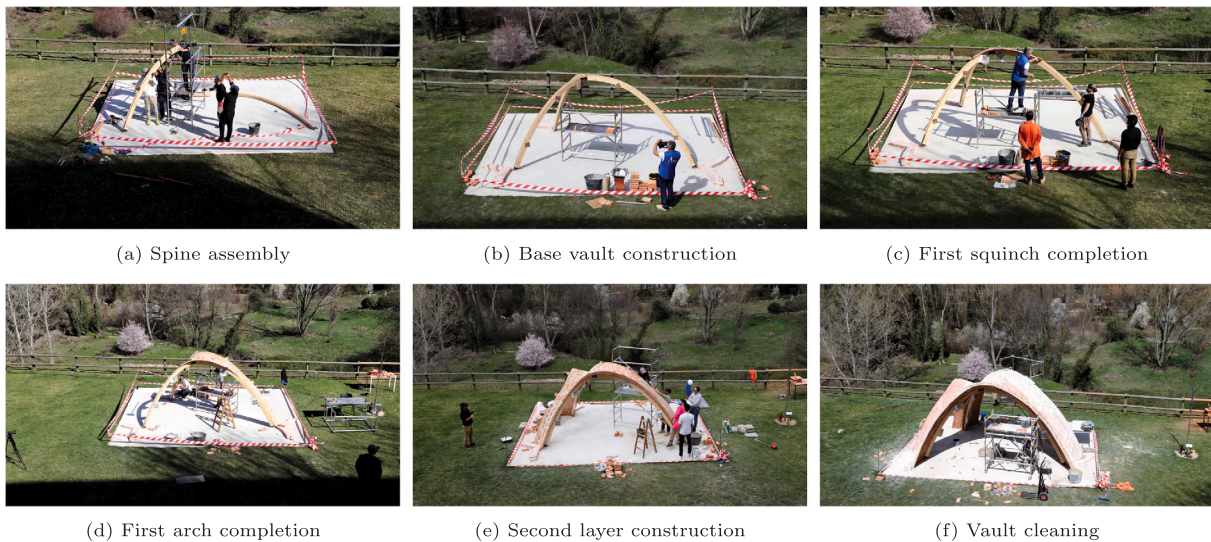 (a) Spine assembly
(b) Base vault construction
(c) First squinch completion
(d) First arch completion
(e) Second layer construction
(f) Vault cleaning